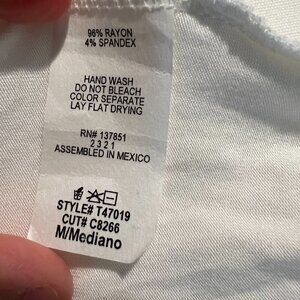 96% RAYON
4% SPANDEX
HAND WASH
DO NOT BLEACH
COLOR SEPARATE
LAY FLAT DRYING
RN# 137851
2 3 2 1
ASSEMBLED IN MEXICO
STYLE# T47019
CUT# C8266
M/Mediano